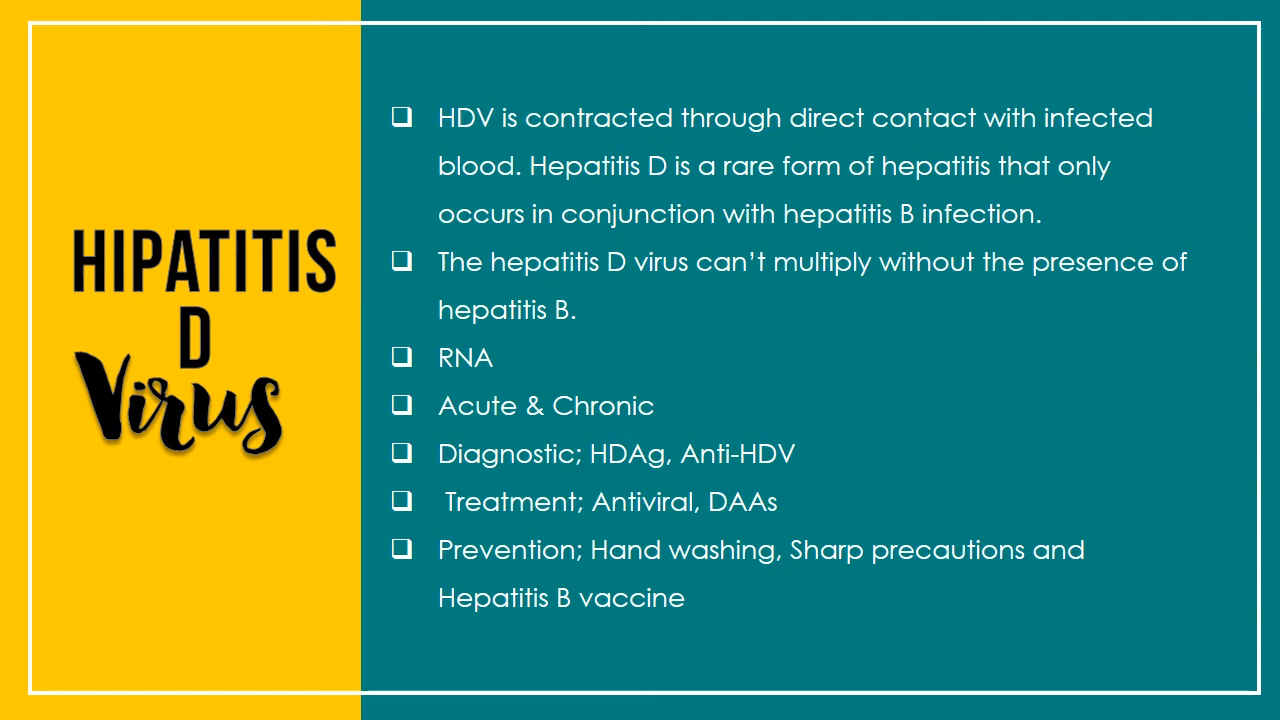 HIPATITIS
D
Virus
❑ HDV is contracted through direct contact with infected
blood. Hepatitis D is a rare form of hepatitis that only
occurs in conjunction with hepatitis B infection.
❑ The hepatitis D virus can’t multiply without the presence of
hepatitis B.
❑ RNA
❑ Acute & Chronic
❑ Diagnostic; HDAg, Anti-HDV
❑ Treatment; Antiviral, DAAs
❑ Prevention; Hand washing, Sharp precautions and
Hepatitis B vaccine